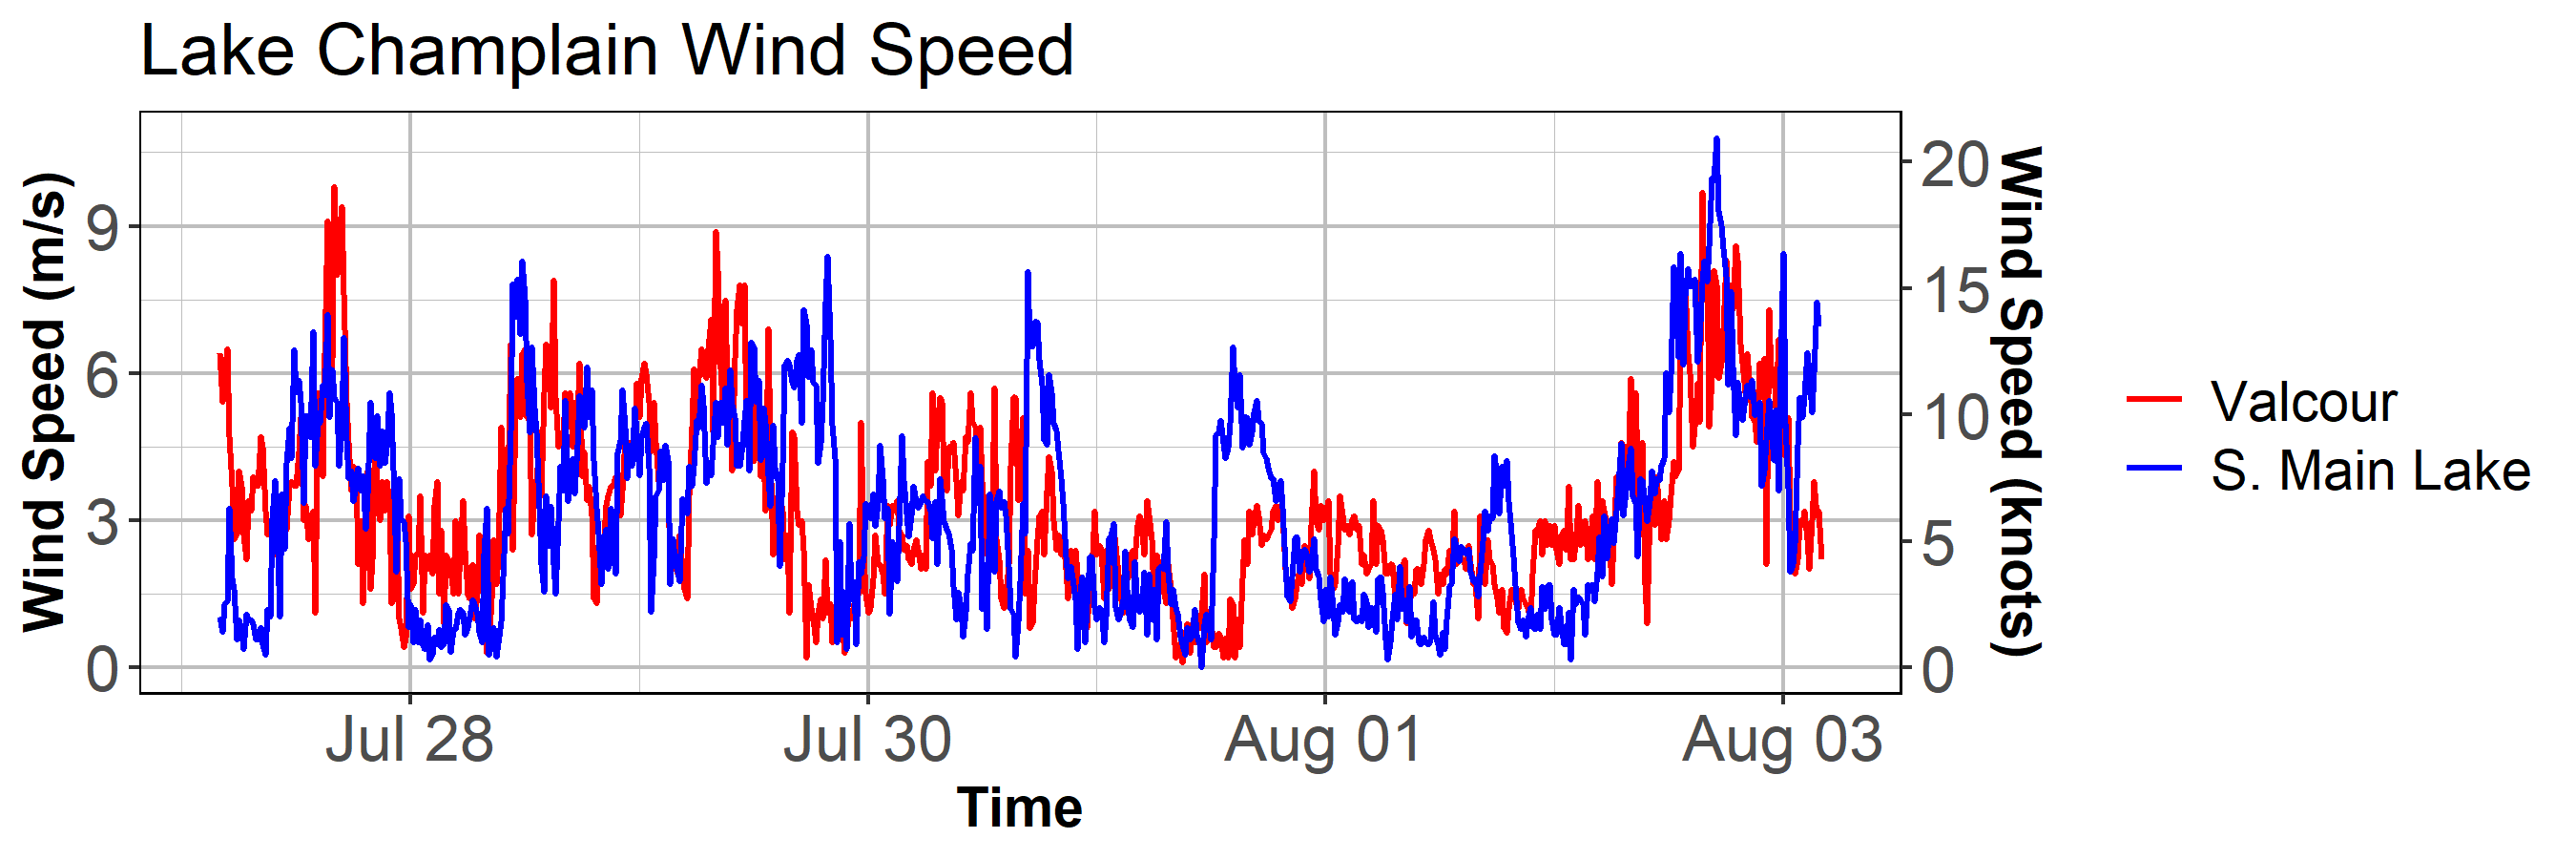 Lake Champlain Wind Speed
Wind Speed (m/s)
9
6
3
0
20
15
10
5
0
Wind Speed (knots)
Jul 28
Jul 30
Aug 01
Aug 03
Time
Valcour
S. Main Lake